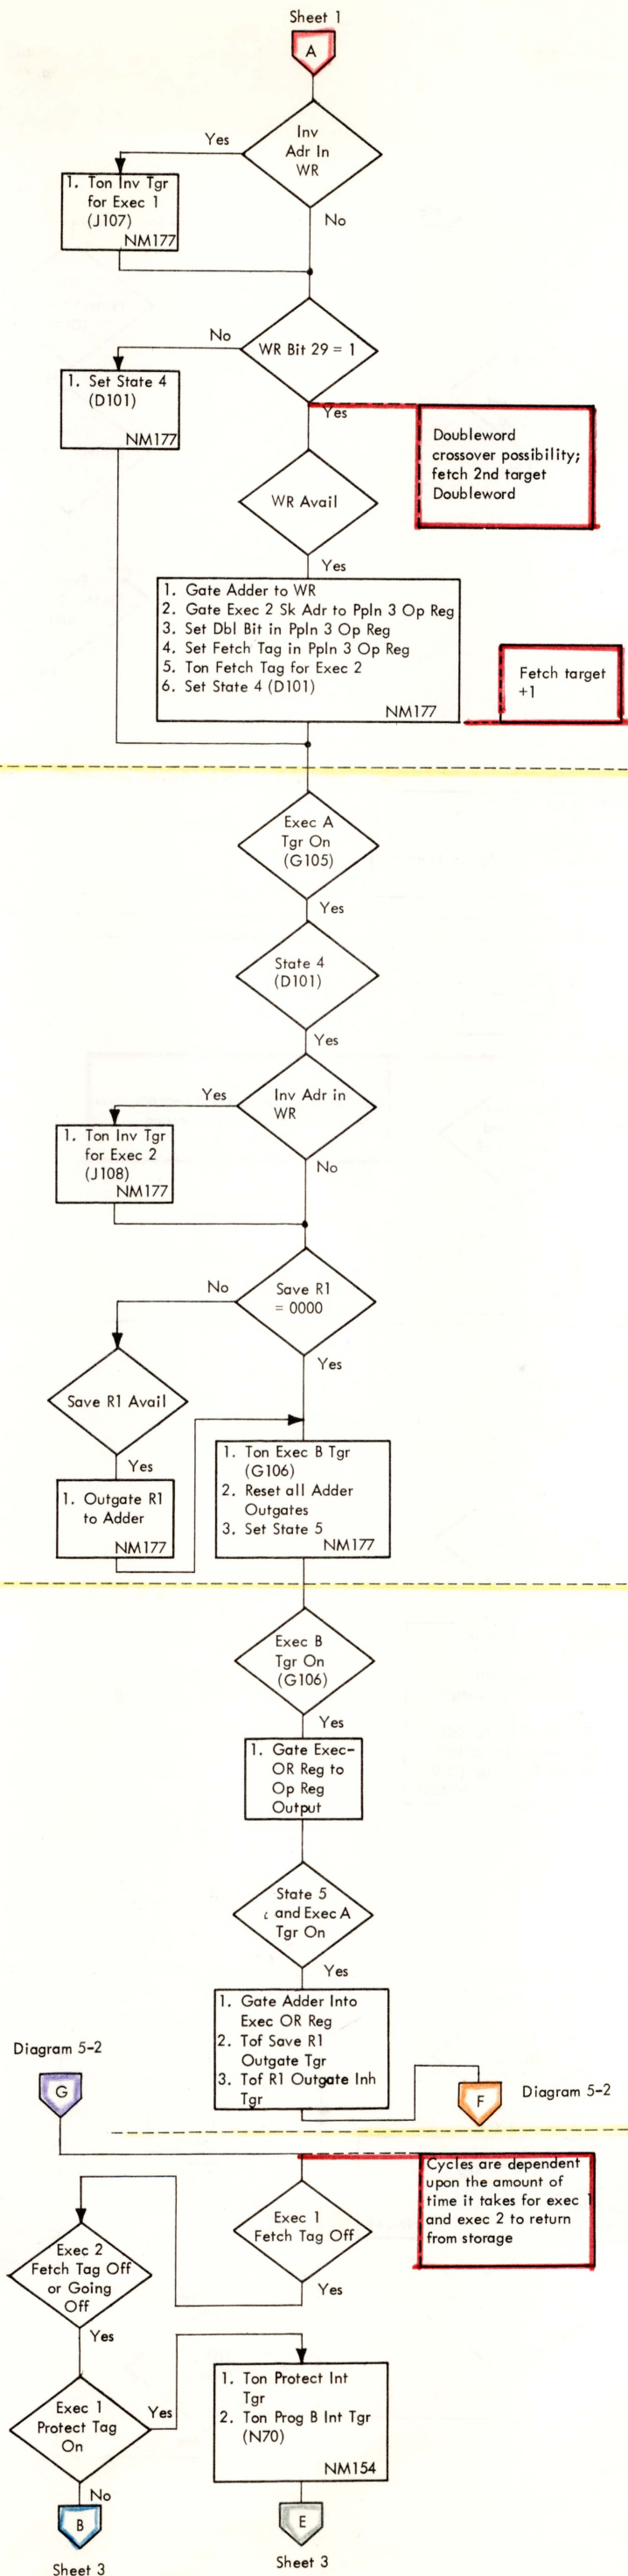 Sheet 1
A
Inv
Adr In
WR
Yes
No
1. Ton Inv Tgr
for Exec 1
(J107)
NM177
WR Bit 29 = 1
No
Yes
1. Set State 4
(D101)
NM177
Doubleword
crossover possibility;
fetch 2nd target
Doubleword
WR Avail
Yes
1. Gate Adder to WR
2. Gate Exec 2 Sk Adr to Ppln 3 Op Reg
3. Set Dbl Bit in Ppln 3 Op Reg
4. Set Fetch Tag in Ppln 3 Op Reg
5. Ton Fetch Tag for Exec 2
6. Set State 4 (D101)
NM177
Fetch target
+1
Exec A
Tgr On
(G105)
Yes
State 4
(D101)
Yes
Inv Adr in
WR
Yes
No
1. Ton Inv Tgr
for Exec 2
(J108)
NM177
Save R1
= 0000
No
Yes
Save R1 Avail
Yes
1. Outgate R1
to Adder
NM177
1. Ton Exec B Tgr
(G106)
2. Reset all Adder
Outgates
3. Set State 5
NM177
Exec B
Tgr On
(G106)
Yes
1. Gate Exec-
OR Reg to
Op Reg
Output
State 5
and Exec A
Tgr On
Yes
1. Gate Adder Into
Exec OR Reg
2. Tof Save R1
Outgate Tgr
3. Tof R1 Outgate Inh
Tgr
Diagram 5-2
G
F
Diagram 5-2
Cycles are dependent
upon the amount of
time it takes for exec 1
and exec 2 to return
from storage
Exec 1
Fetch Tag Off
Yes
Exec 2
Fetch Tag Off
or Going
Off
Yes
Exec 1
Protect Tag
On
Yes
No
1. Ton Protect Int
Tgr
2. Ton Prog B Int Tgr
(N70)
NM154
B
Sheet 3
E
Sheet 3